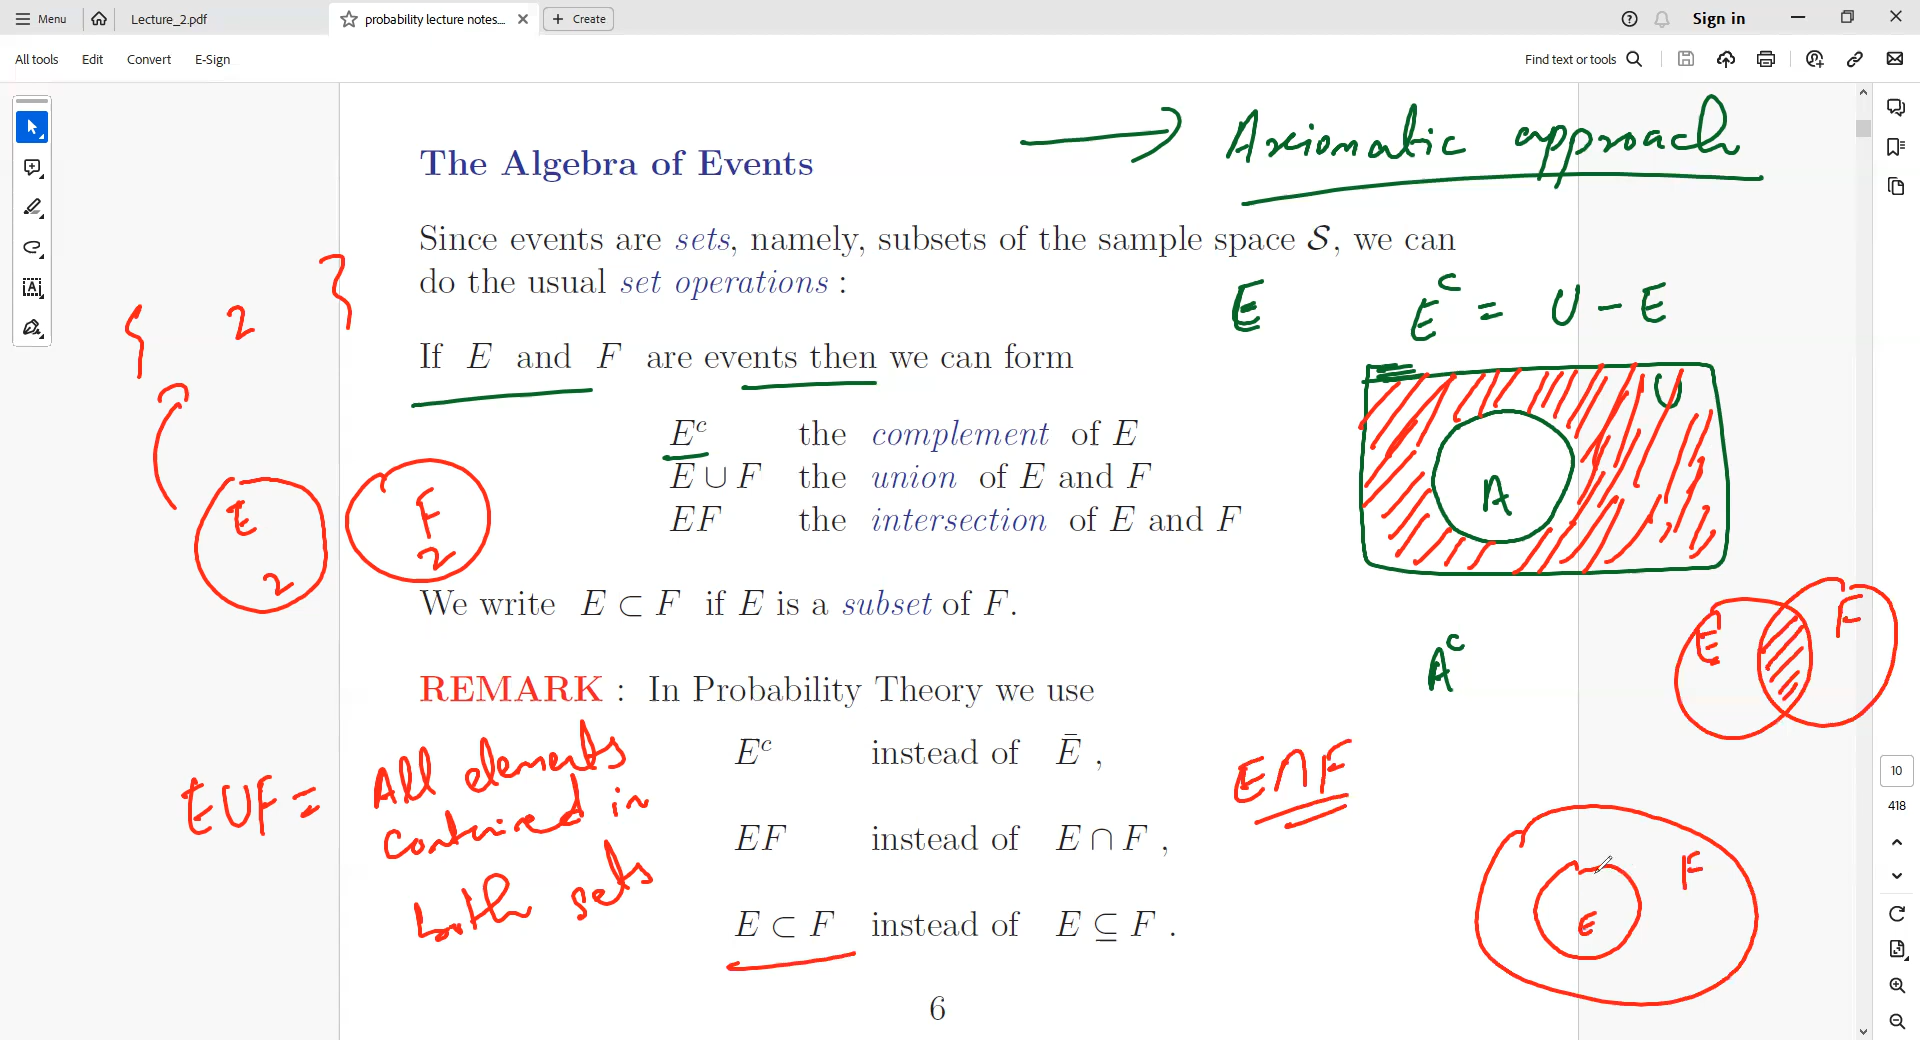 Menu
Lecture_2.pdf
probability lecture notes...
Create
Sign in
All tools
Edit
Convert
E-Sign
Find text or tools
→ Axiomatic approach
The Algebra of Events
Since events are sets, namely, subsets of the sample space S, we can
do the usual set operations :
E
E^c = U - E
{ 2 }
If E and F are events then we can form
U
A
E^c the complement of E
E ∪ F the union of E and F
EF the intersection of E and F
E
2
F
2
We write E ⊂ F if E is a subset of F.
A^c
E
F
REMARK : In Probability Theory we use
E^c instead of Ē ,
EF instead of E ∩ F ,
E ⊂ F instead of E ⊆ F .
EUF = All elements
contained in
both sets
E∩F
F
E
6
10
418